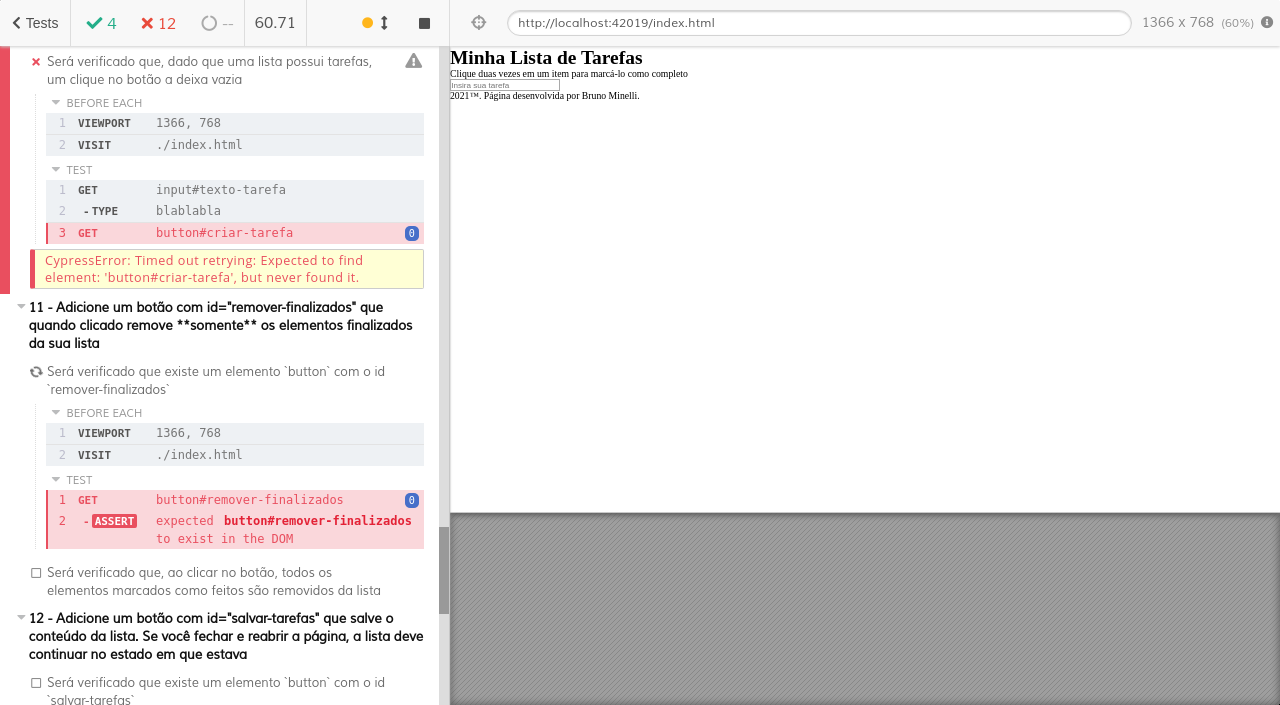 Tests
4
12
--
60.71
http://localhost:42019/index.html
1366 x 768 (60%)
Será verificado que, dado que uma lista possui tarefas,
um clique no botão a deixa vazia
BEFORE EACH
1 VIEWPORT 1366, 768
2 VISIT ./index.html
TEST
1 GET input#texto-tarefa
2 - TYPE blablabla
3 GET button#criar-tarefa 0
CypressError: Timed out retrying: Expected to find
element: 'button#criar-tarefa', but never found it.
11 - Adicione um botão com id="remover-finalizados" que
quando clicado remove **somente** os elementos finalizados
da sua lista
Será verificado que existe um elemento `button` com o id
`remover-finalizados`
BEFORE EACH
1 VIEWPORT 1366, 768
2 VISIT ./index.html
TEST
1 GET button#remover-finalizados 0
2 - ASSERT expected button#remover-finalizados
to exist in the DOM
Será verificado que, ao clicar no botão, todos os
elementos marcados como feitos são removidos da lista
12 - Adicione um botão com id="salvar-tarefas" que salve o
conteúdo da lista. Se você fechar e reabrir a página, a lista deve
continuar no estado em que estava
Será verificado que existe um elemento `button` com o id
`salvar-tarefas`
Minha Lista de Tarefas
Clique duas vezes em um item para marcá-lo como completo
Insira sua tarefa
2021™. Página desenvolvida por Bruno Minelli.